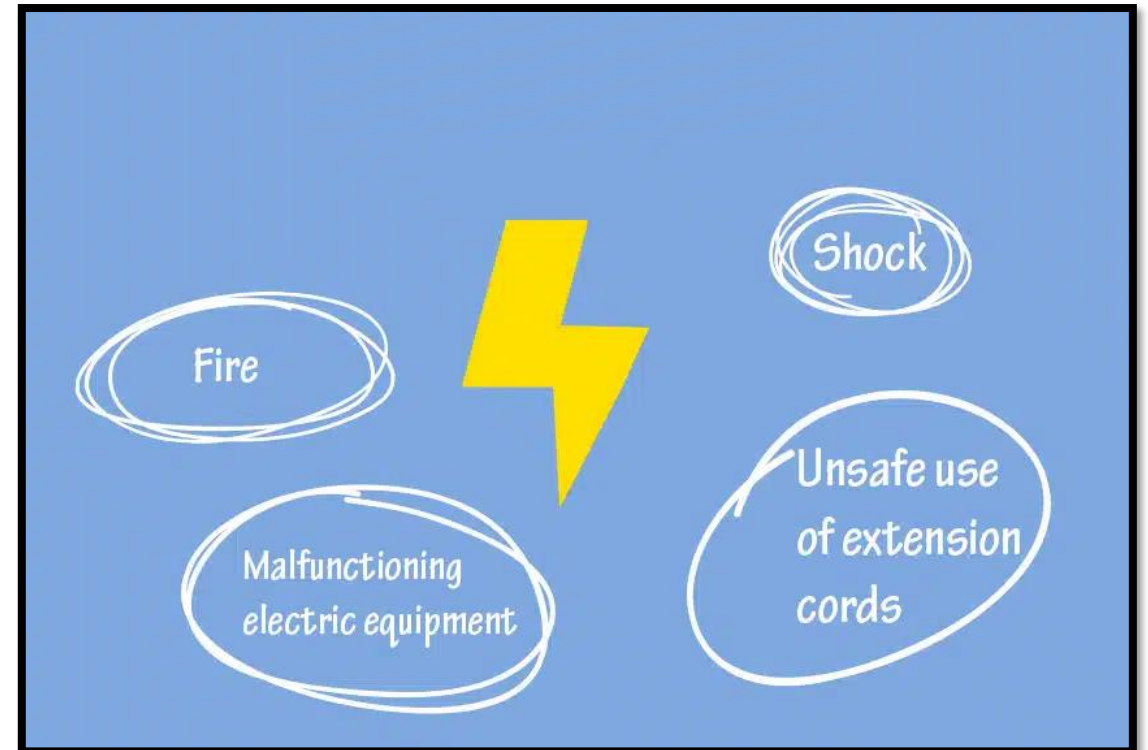 Shock
Fire
Unsafe use
of extension
cords
Malfunctioning
electric equipment